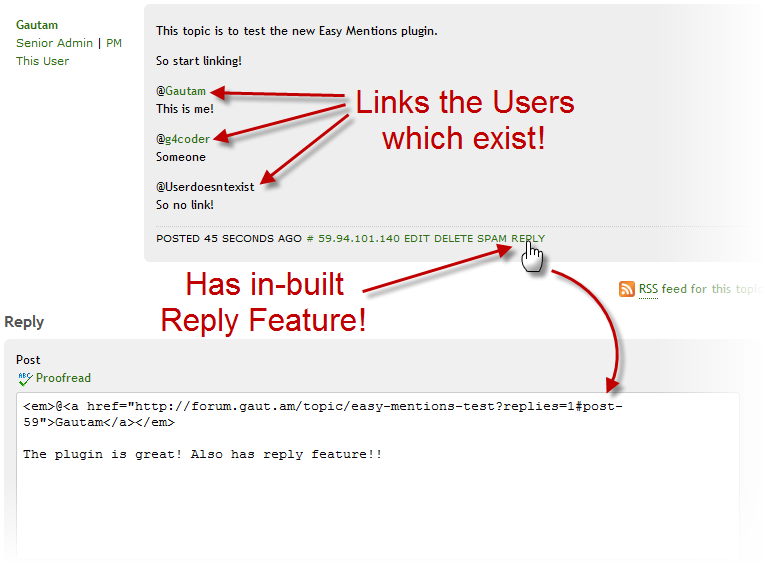 Gautam
Senior Admin | PM
This User
This topic is to test the new Easy Mentions plugin.
So start linking!
@Gautam
This is me!
@g4coder
Someone
@Userdoesntexist
So no link!
Links the Users
which exist!
POSTED 45 SECONDS AGO # 59.94.101.140 EDIT DELETE SPAM REPLY
Has in-built
Reply Feature!
RSS feed for this topic
Reply
Post
ABC Proofread
<em>@<a href="http://forum.gaut.am/topic/easy-mentions-test?replies=1#post-
59">Gautam</a></em>
The plugin is great! Also has reply feature!!